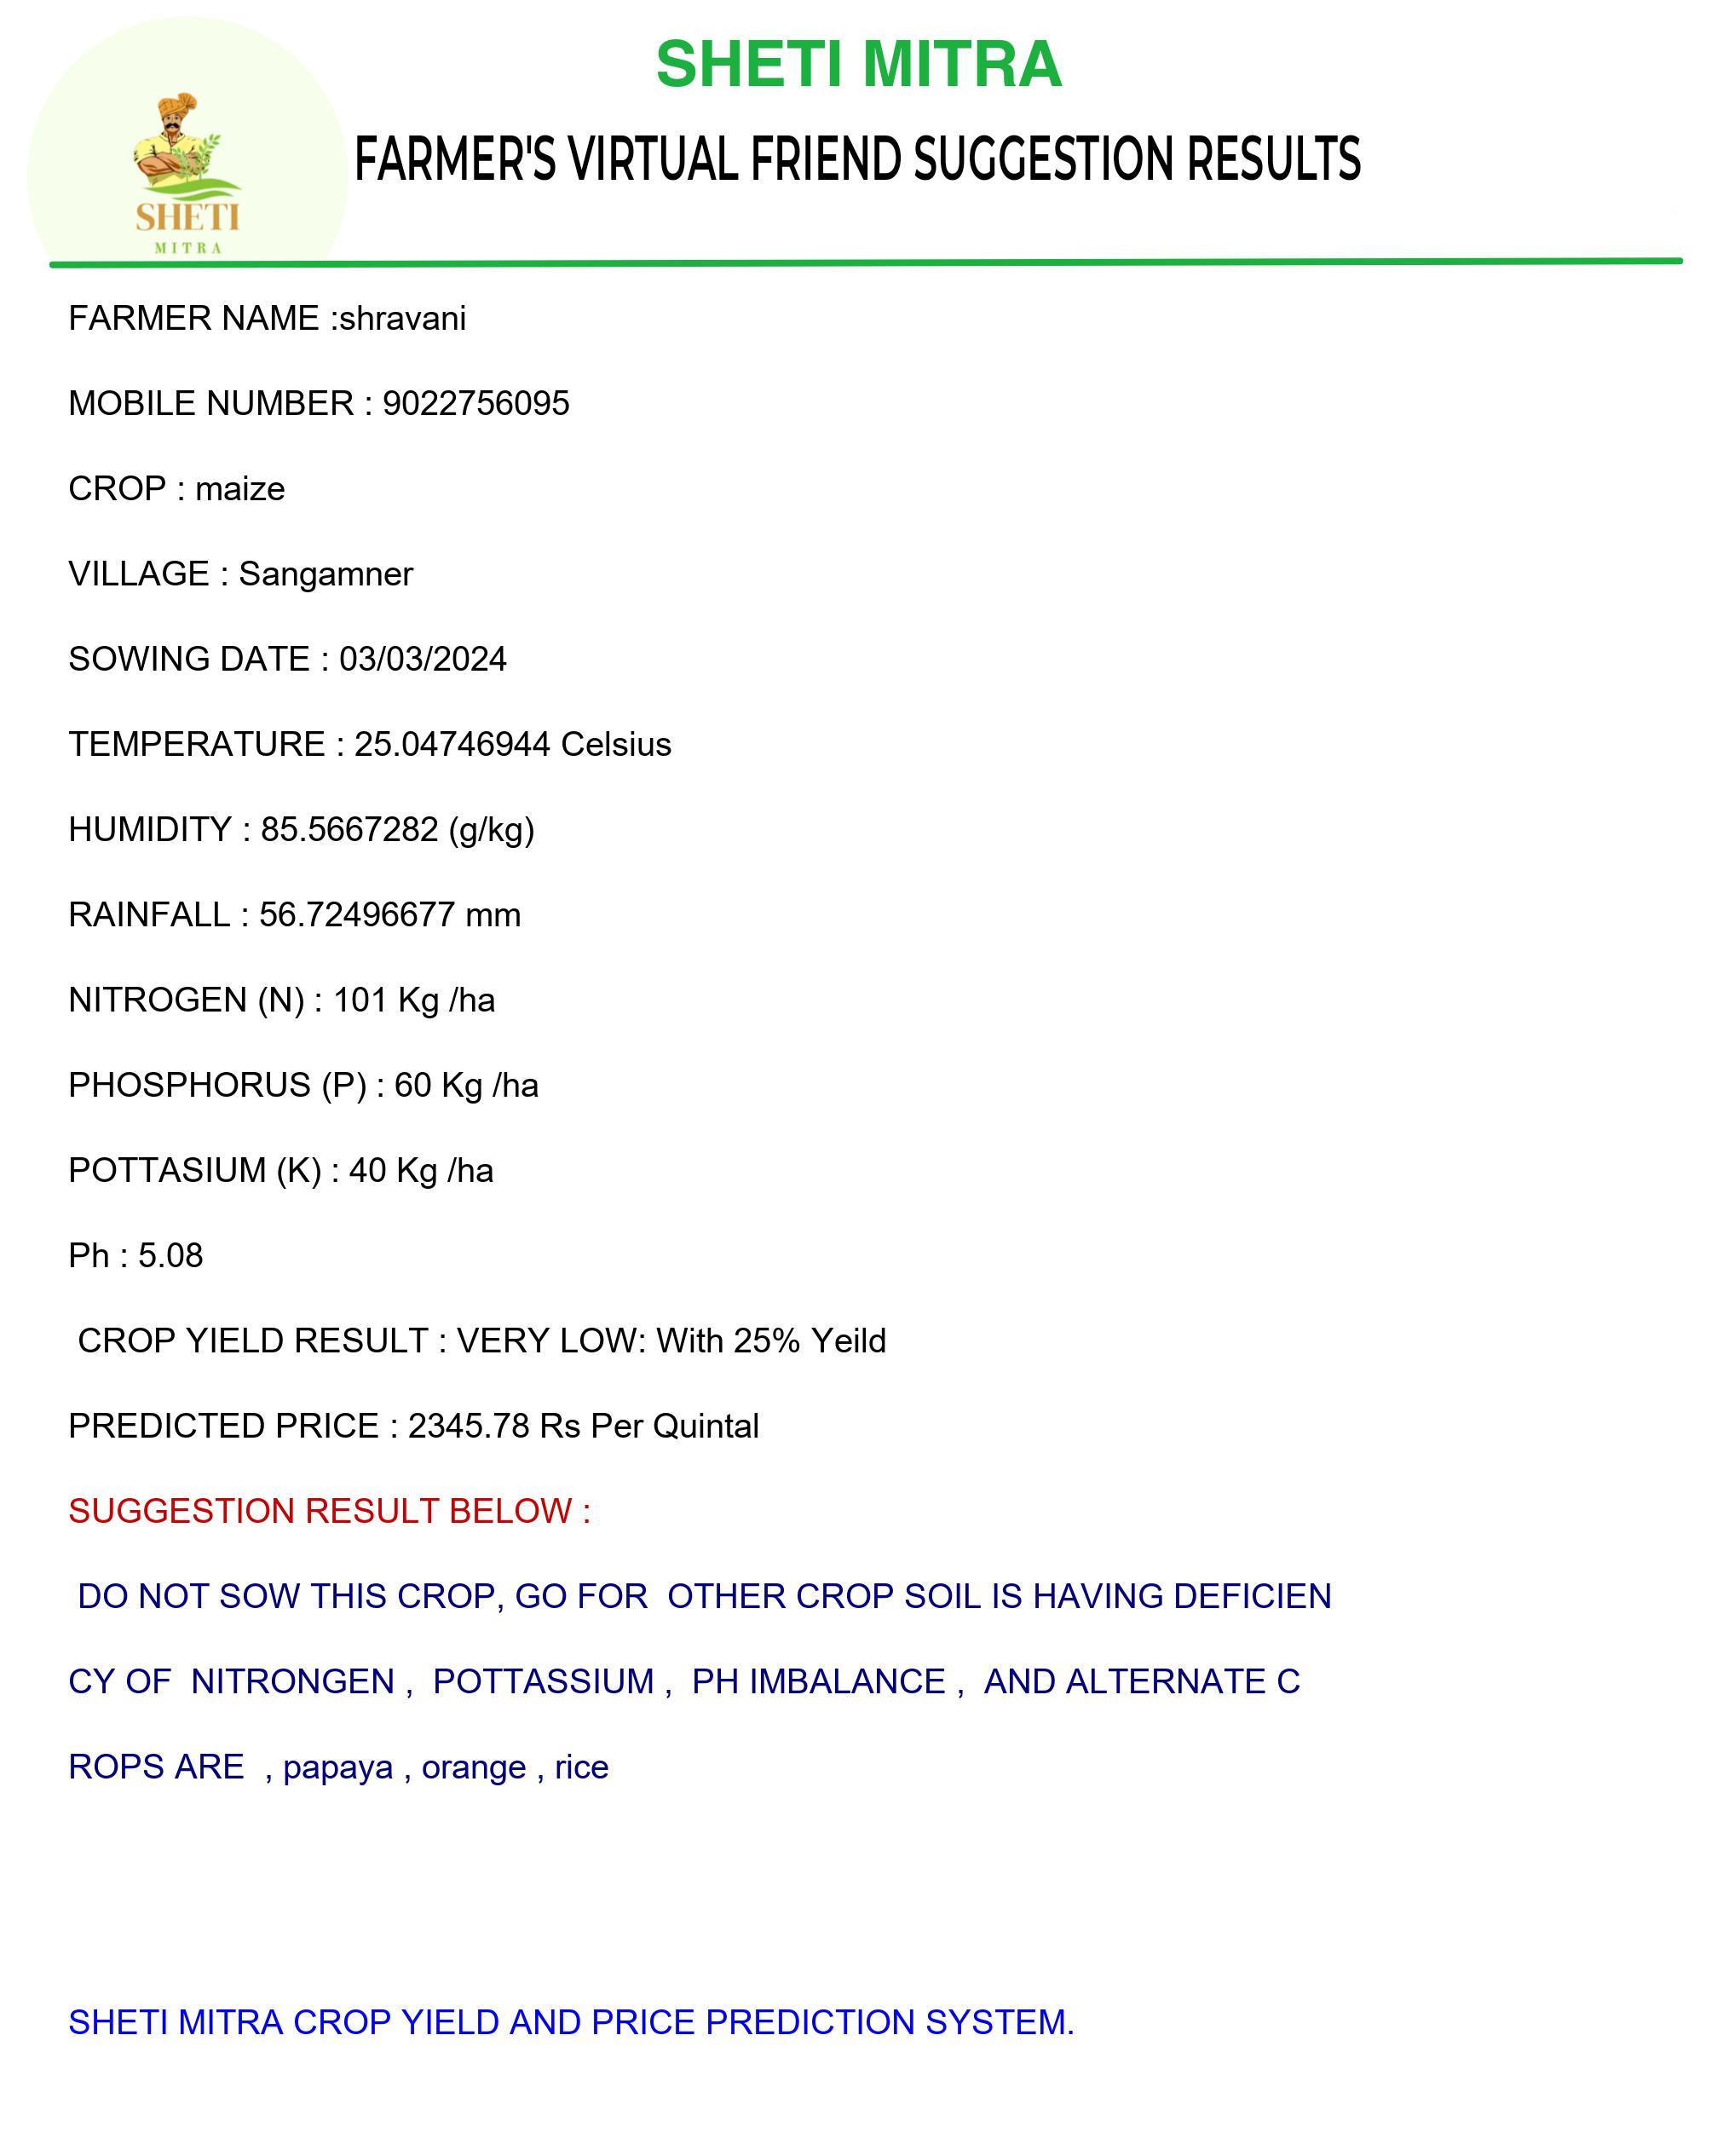 SHETI MITRA
FARMER'S VIRTUAL FRIEND SUGGESTION RESULTS
SHETI
MITRA
FARMER NAME :shravani
MOBILE NUMBER : 9022756095
CROP : maize
VILLAGE : Sangamner
SOWING DATE : 03/03/2024
TEMPERATURE : 25.04746944 Celsius
HUMIDITY : 85.5667282 (g/kg)
RAINFALL : 56.72496677 mm
NITROGEN (N) : 101 Kg /ha
PHOSPHORUS (P) : 60 Kg /ha
POTTASIUM (K) : 40 Kg /ha
Ph : 5.08
CROP YIELD RESULT : VERY LOW: With 25% Yeild
PREDICTED PRICE : 2345.78 Rs Per Quintal
SUGGESTION RESULT BELOW :
DO NOT SOW THIS CROP, GO FOR  OTHER CROP SOIL IS HAVING DEFICIEN
CY OF  NITRONGEN ,  POTTASSIUM ,  PH IMBALANCE ,  AND ALTERNATE C
ROPS ARE  , papaya , orange , rice
SHETI MITRA CROP YIELD AND PRICE PREDICTION SYSTEM.